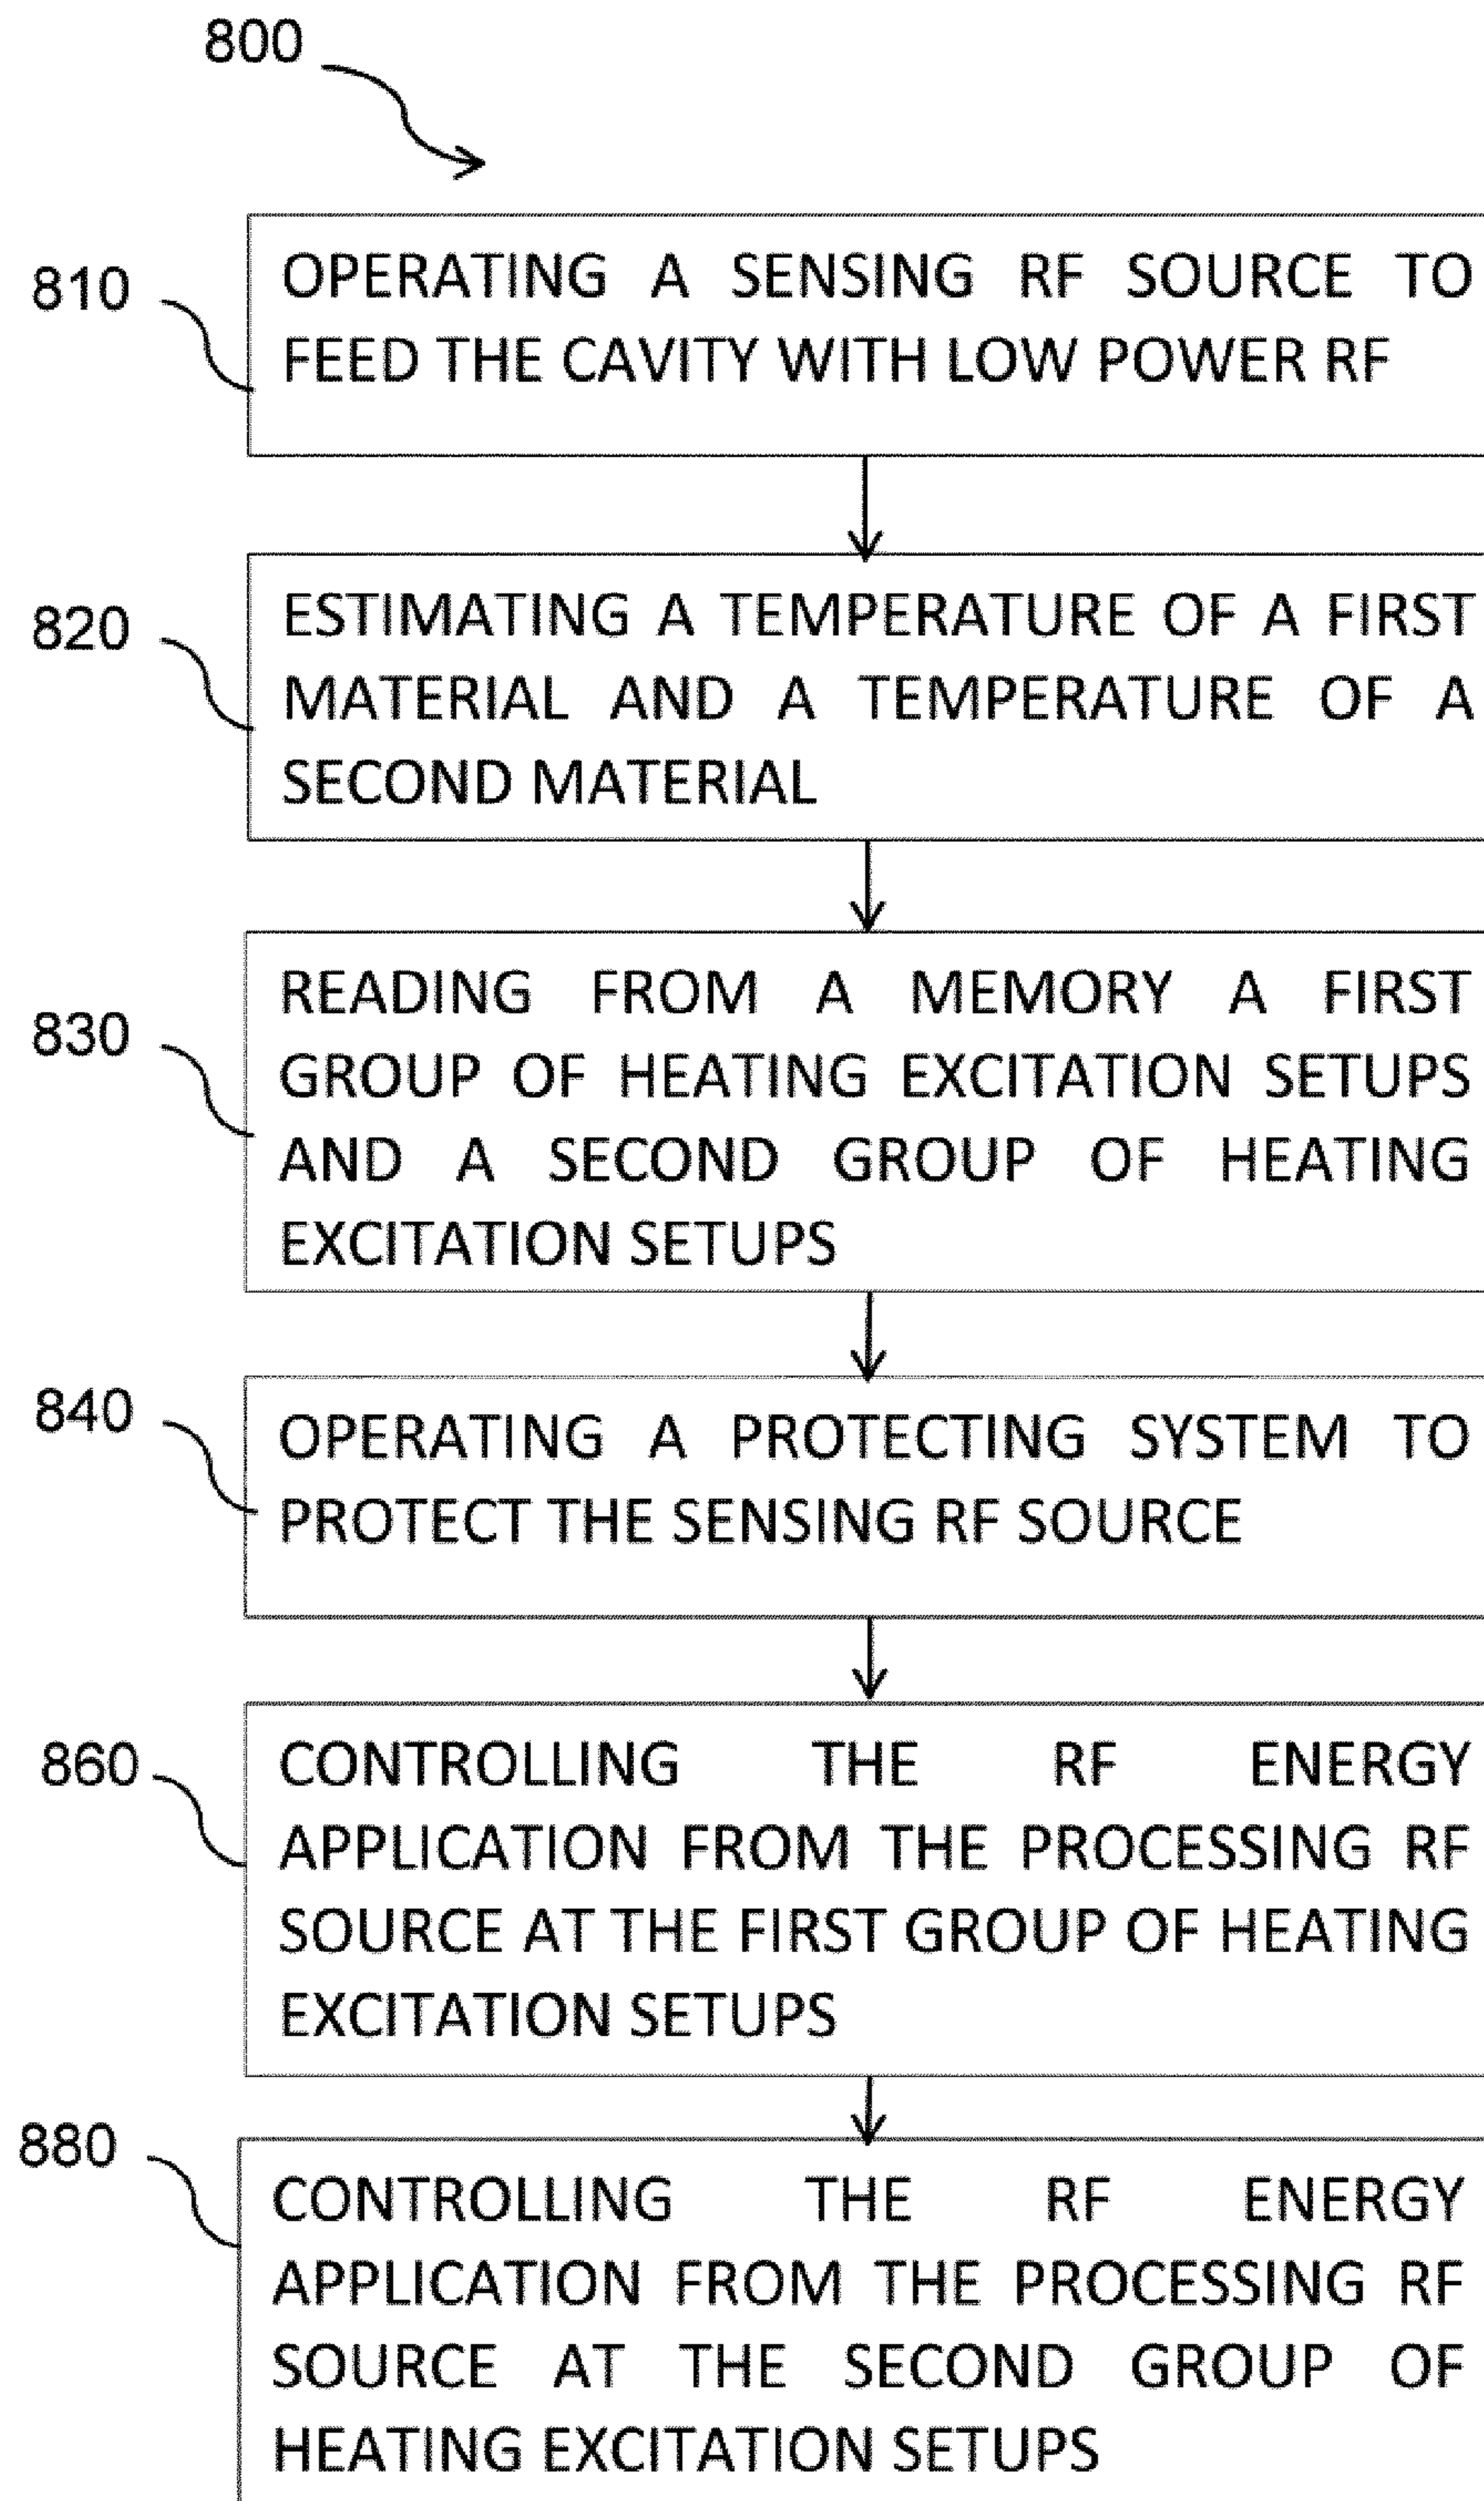 800
810
OPERATING A SENSING RF SOURCE TO
FEED THE CAVITY WITH LOW POWER RF
820
ESTIMATING A TEMPERATURE OF A FIRST
MATERIAL AND A TEMPERATURE OF A
SECOND MATERIAL
830
READING FROM A MEMORY A FIRST
GROUP OF HEATING EXCITATION SETUPS
AND A SECOND GROUP OF HEATING
EXCITATION SETUPS
840
OPERATING A PROTECTING SYSTEM TO
PROTECT THE SENSING RF SOURCE
860
CONTROLLING THE RF ENERGY
APPLICATION FROM THE PROCESSING RF
SOURCE AT THE FIRST GROUP OF HEATING
EXCITATION SETUPS
880
CONTROLLING THE RF ENERGY
APPLICATION FROM THE PROCESSING RF
SOURCE AT THE SECOND GROUP OF
HEATING EXCITATION SETUPS